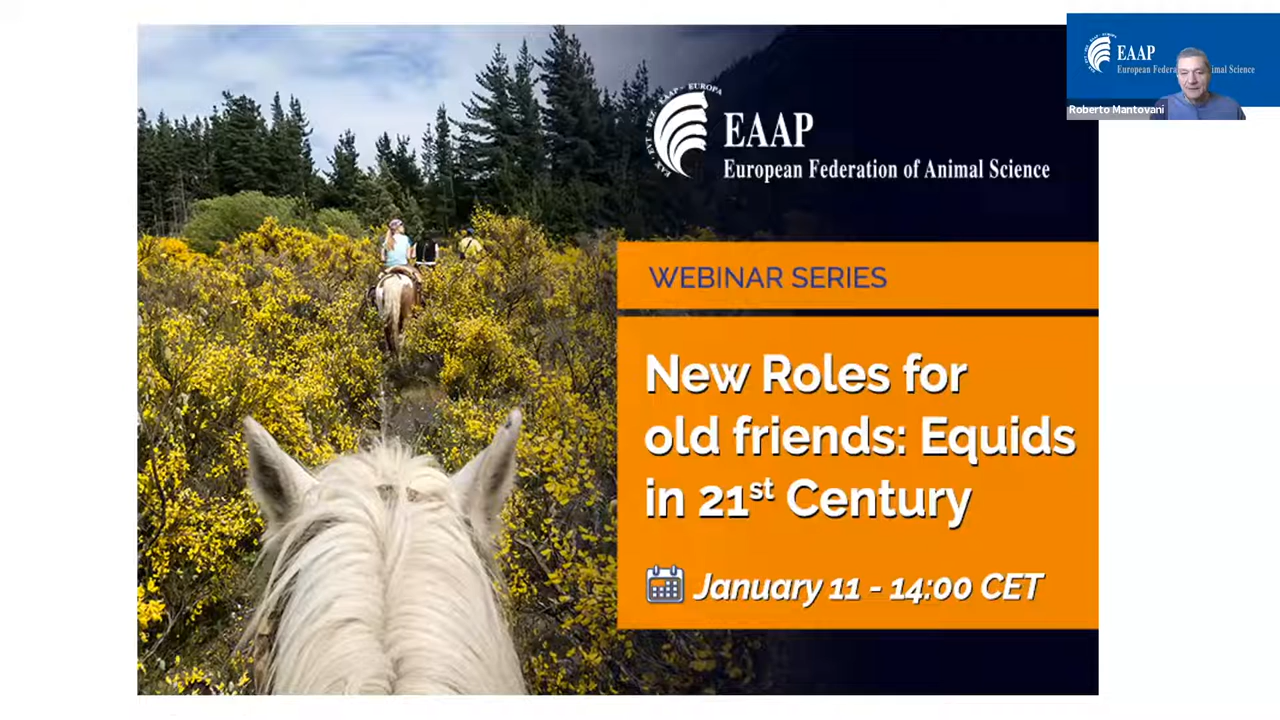 EAAP
European Federation of Animal Science
WEBINAR SERIES
New Roles for
old friends: Equids
in 21st Century
January 11 - 14:00 CET
EAAP
Roberto Mantovani